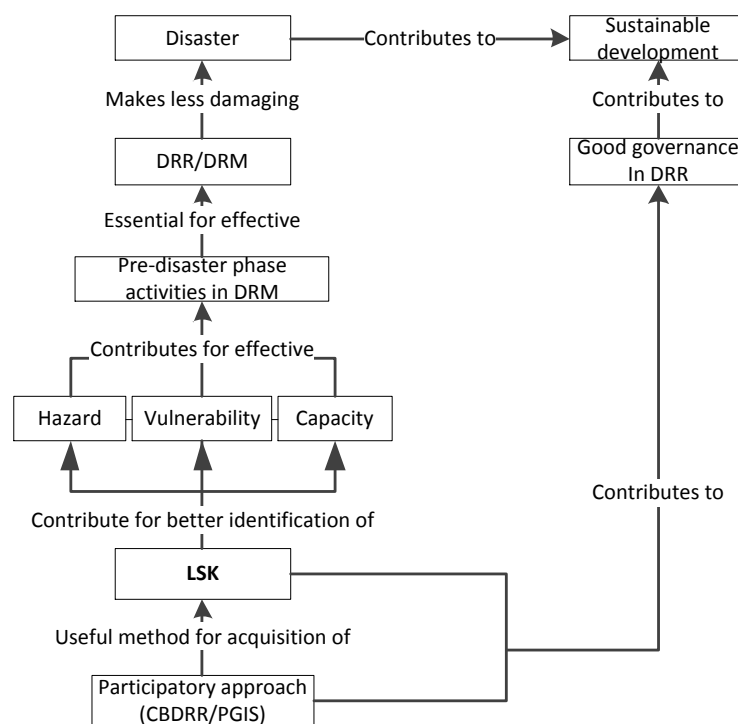 Disaster
Contributes to
Sustainable
development
Makes less damaging
Contributes to
DRR/DRM
Good governance
In DRR
Essential for effective
Pre-disaster phase
activities in DRM
Contributes for effective
Hazard
Vulnerability
Capacity
Contributes to
Contribute for better identification of
LSK
Useful method for acquisition of
Participatory approach
(CBDRR/PGIS)